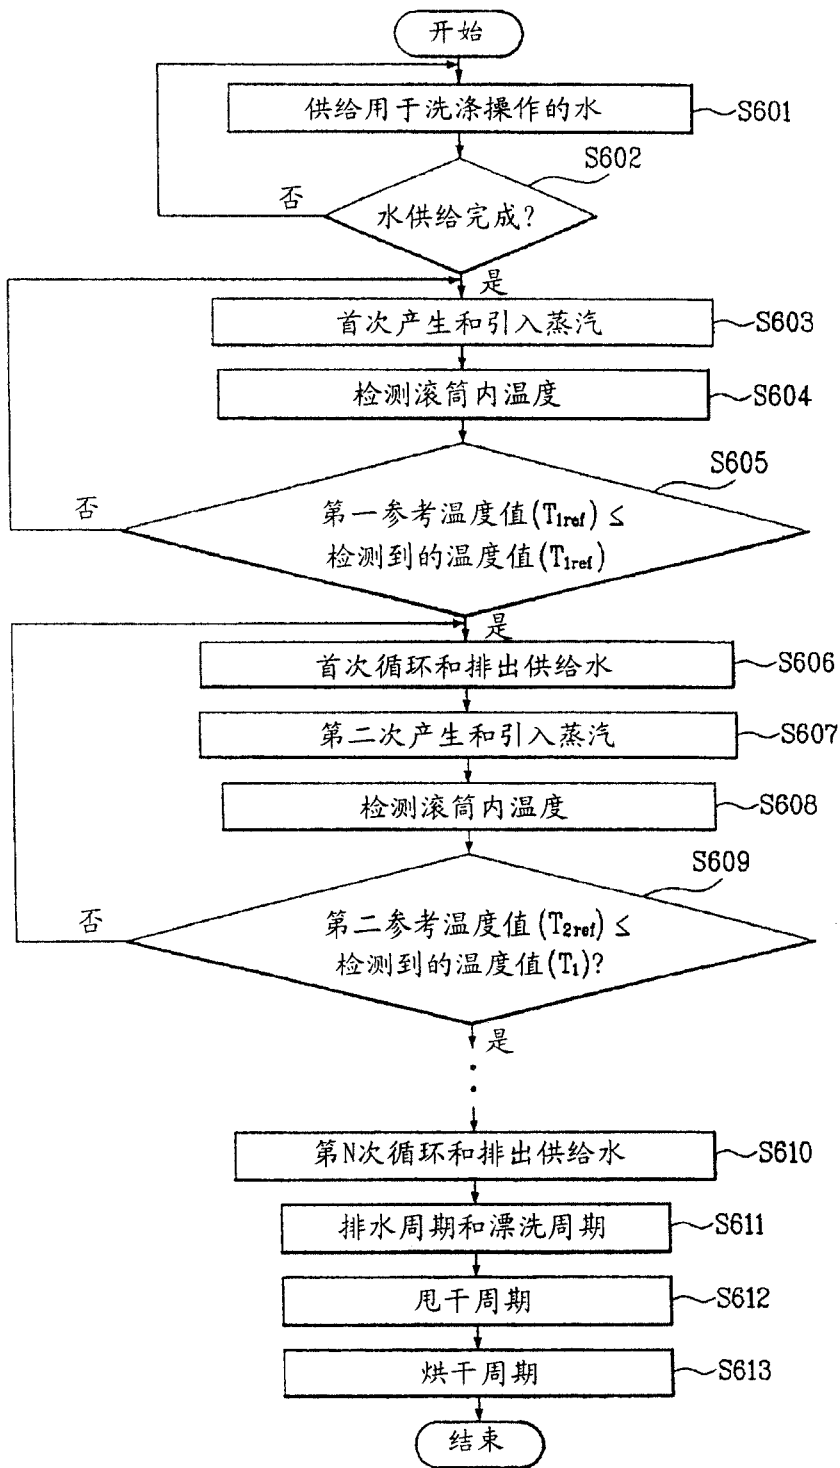 开始
供给用于洗涤操作的水
S601
S602
否
水供给完成?
是
首次产生和引入蒸汽
S603
检测滚筒内温度
S604
S605
否
第一参考温度值(T1ref) ≤
检测到的温度值(T1ref)
是
首次循环和排出供给水
S606
第二次产生和引入蒸汽
S607
检测滚筒内温度
S608
S609
否
第二参考温度值(T2ref) ≤
检测到的温度值(T1)?
是
第N次循环和排出供给水
S610
排水周期和漂洗周期
S611
甩干周期
S612
烘干周期
S613
结束